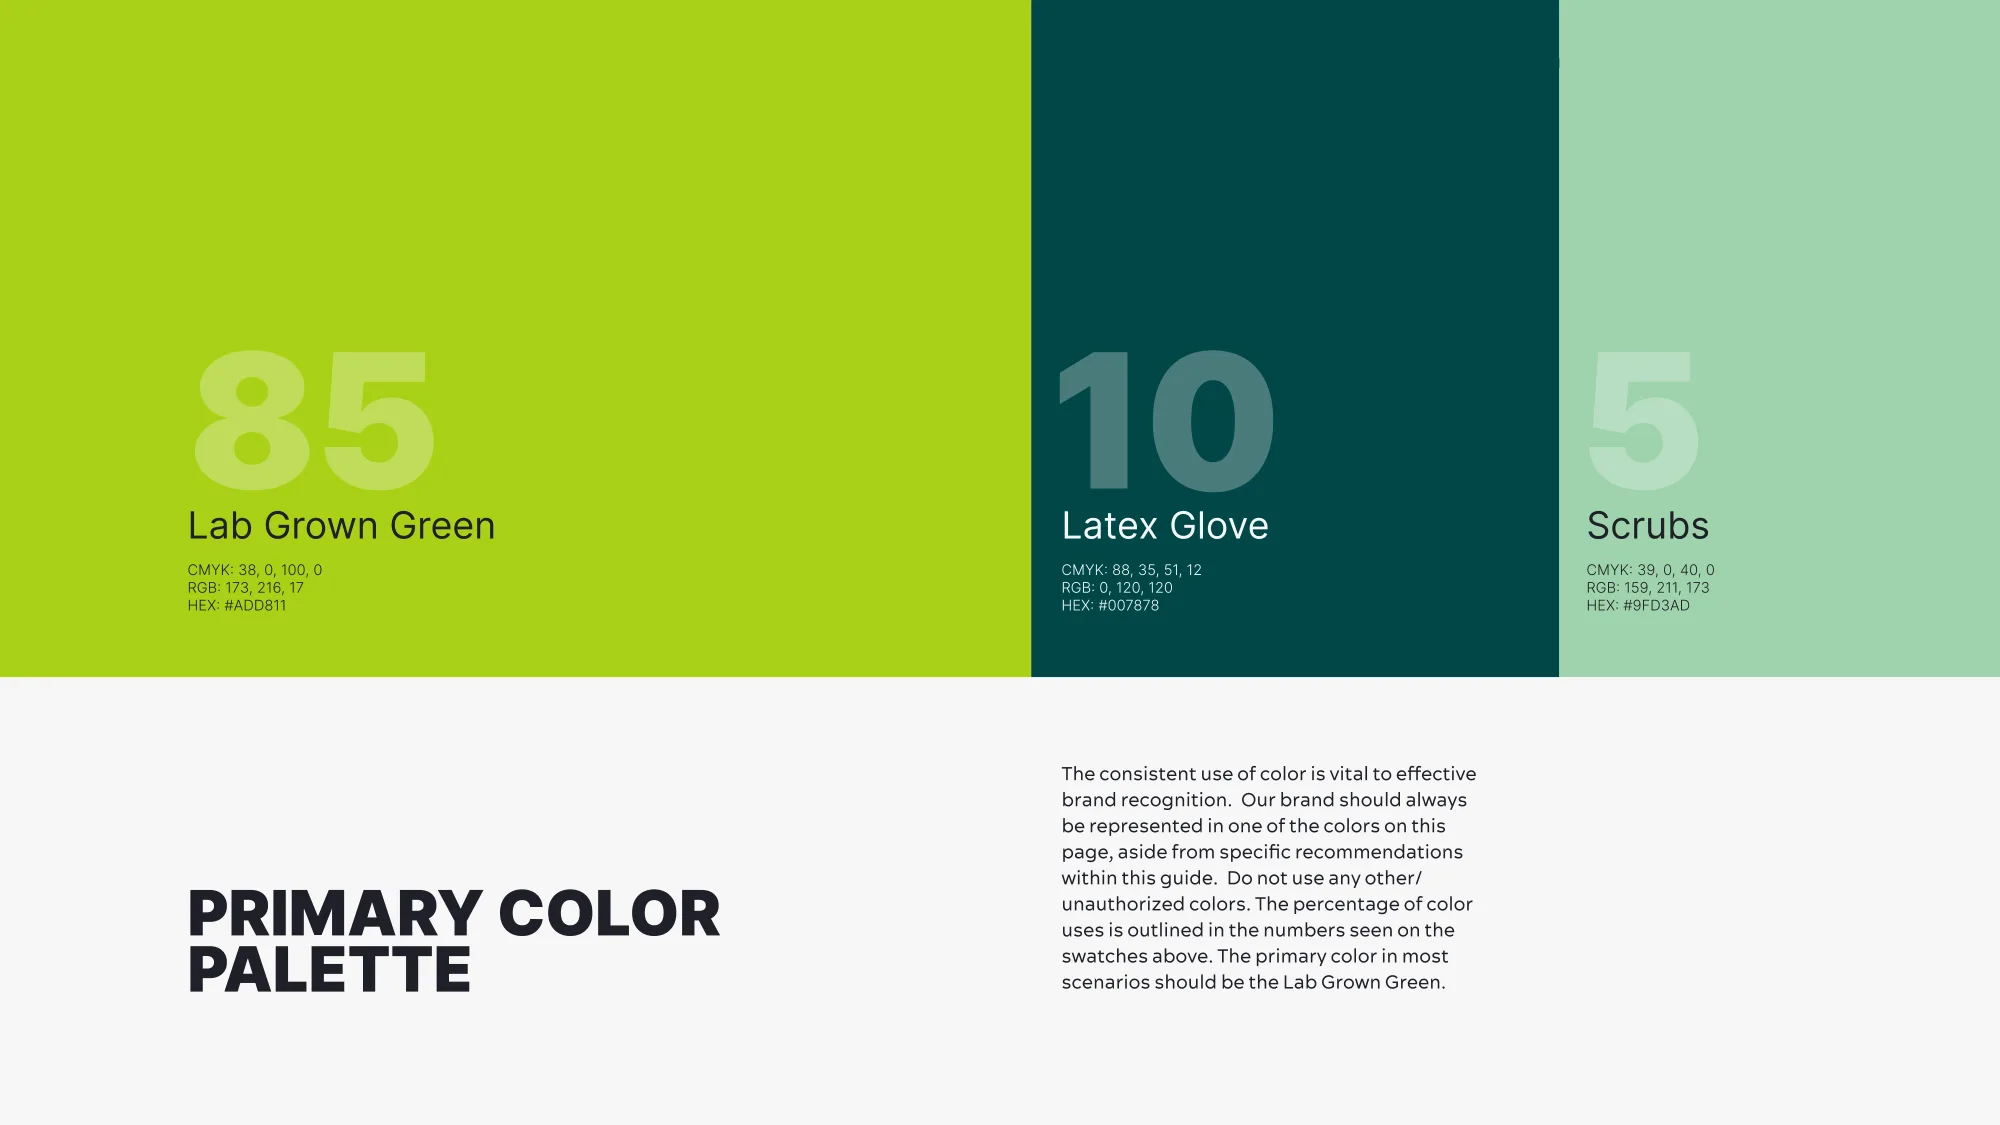 85
Lab Grown Green
CMYK: 38, 0, 100, 0
RGB: 173, 216, 17
HEX: #ADD811
10
Latex Glove
CMYK: 88, 35, 51, 12
RGB: 0, 120, 120
HEX: #007878
5
Scrubs
CMYK: 39, 0, 40, 0
RGB: 159, 211, 173
HEX: #9FD3AD
PRIMARY COLOR
PALETTE
The consistent use of color is vital to effective
brand recognition.  Our brand should always
be represented in one of the colors on this
page, aside from specific recommendations
within this guide.  Do not use any other/
unauthorized colors. The percentage of color
uses is outlined in the numbers seen on the
swatches above. The primary color in most
scenarios should be the Lab Grown Green.